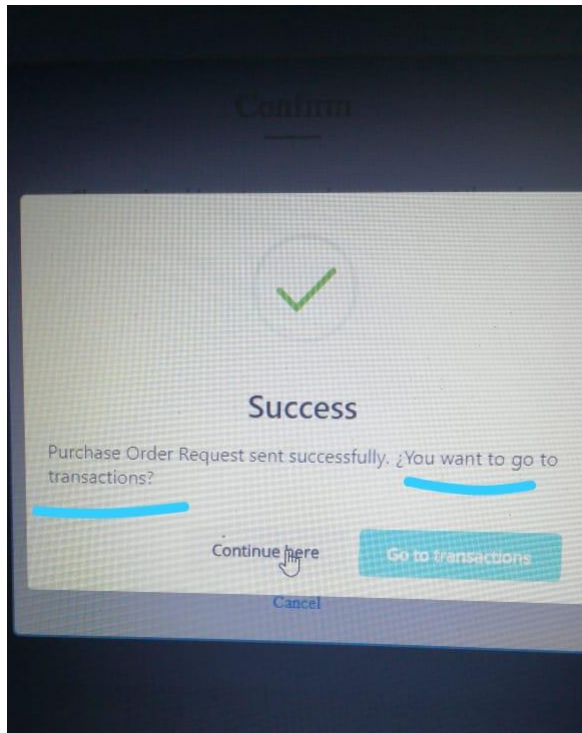 Confirm
Success
Purchase Order Request sent successfully. ¿You want to go to
transactions?
Continue here
Go to transactions
Cancel